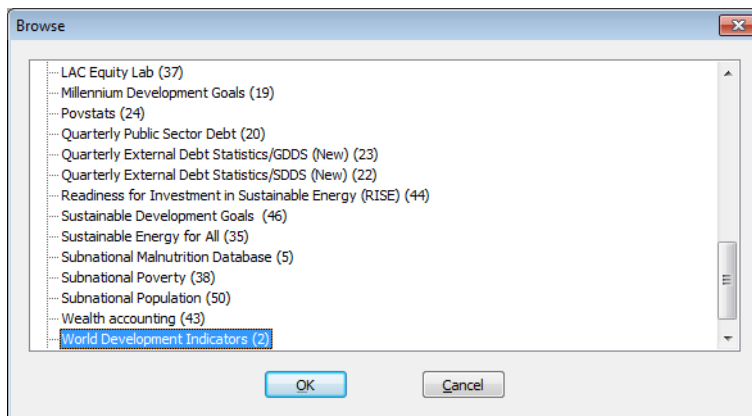 Browse
LAC Equity Lab (37)
Millennium Development Goals (19)
Povstats (24)
Quarterly Public Sector Debt (20)
Quarterly External Debt Statistics/GDDS (New) (23)
Quarterly External Debt Statistics/SDDS (New) (22)
Readiness for Investment in Sustainable Energy (RISE) (44)
Sustainable Development Goals  (46)
Sustainable Energy for All (35)
Subnational Malnutrition Database (5)
Subnational Poverty (38)
Subnational Population (50)
Wealth accounting (43)
World Development Indicators (2)
OK Cancel